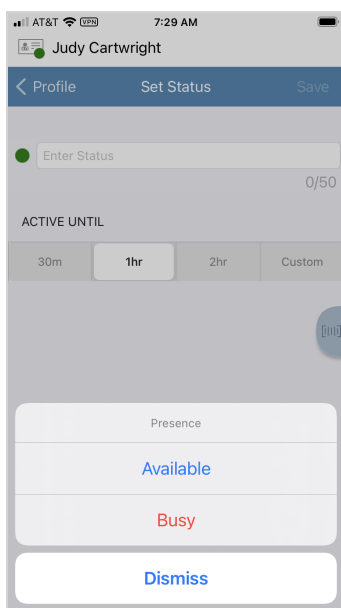 AT&T VPN 7:29 AM
Judy Cartwright
Profile Set Status Save
Enter Status
0/50
ACTIVE UNTIL
30m 1hr 2hr Custom
Presence
Available
Busy
Dismiss